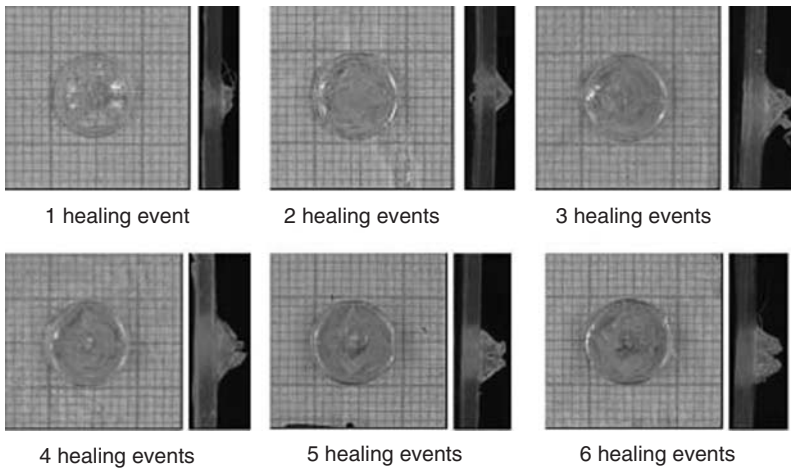 1 healing event
2 healing events
3 healing events
4 healing events
5 healing events
6 healing events